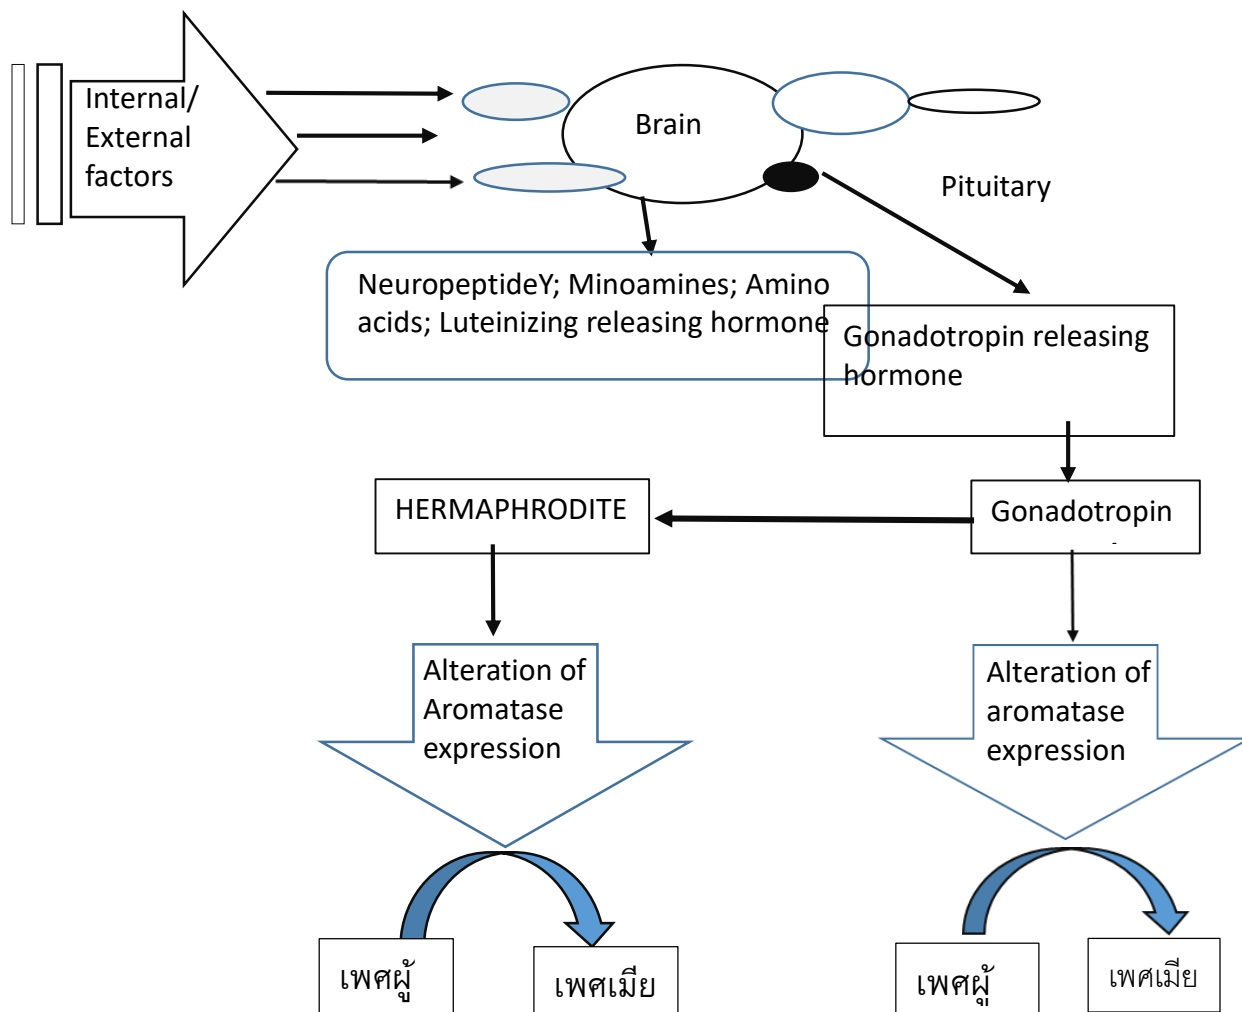 Internal/
External
factors
Brain
Pituitary
NeuropeptideY; Minoamines; Amino
acids; Luteinizing releasing hormone
Gonadotropin releasing
hormone
HERMAPHRODITE
Gonadotropin
Alteration of
Aromatase
expression
Alteration of
aromatase
expression
เพศผู้
เพศเมีย
เพศผู้
เพศเมีย